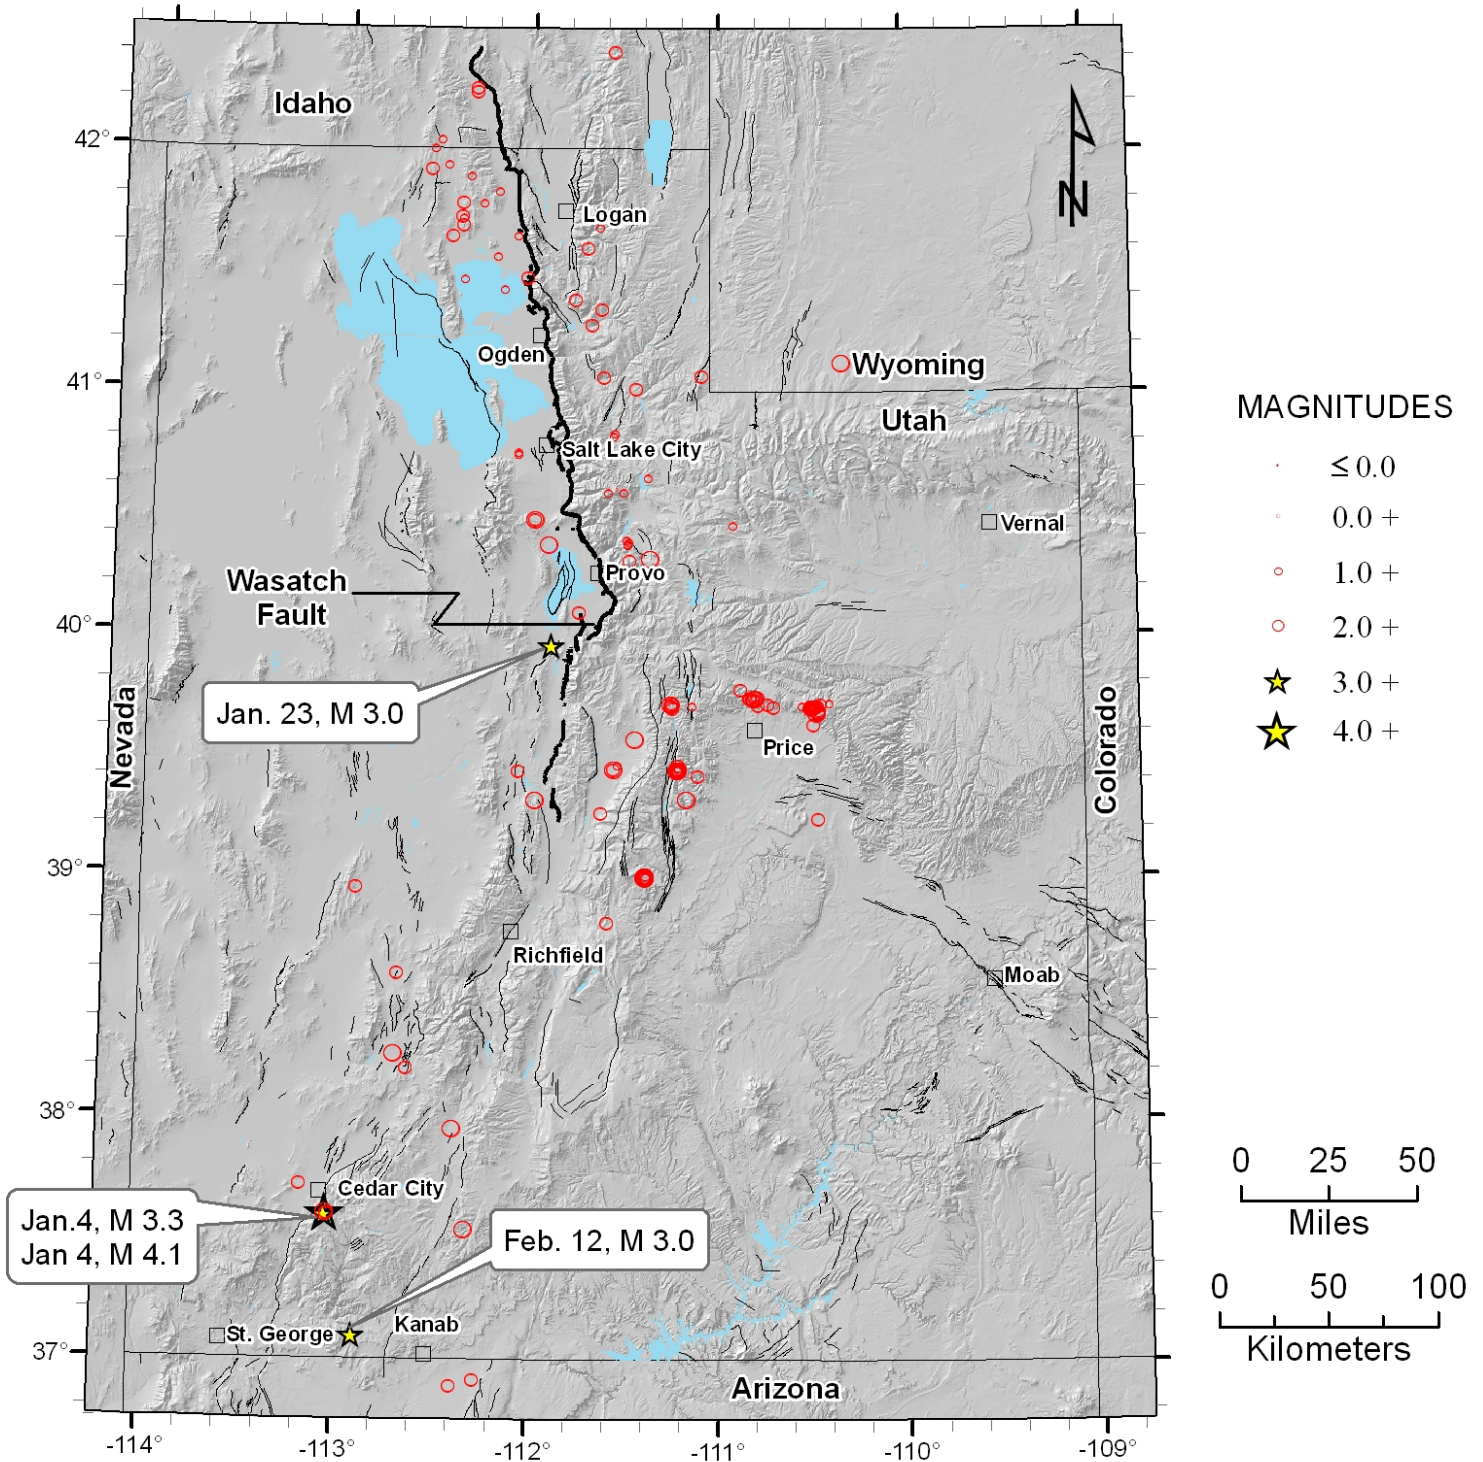 Idaho
42°
Logan
Ogden
Wyoming
41°
Utah
Salt Lake City
Vernal
Wasatch
Fault
Provo
40°
Jan. 23, M 3.0
Nevada
Price
Colorado
39°
Richfield
Moab
38°
Cedar City
Jan.4, M 3.3
Jan 4, M 4.1
Feb. 12, M 3.0
St. George
Kanab
37°
Arizona
-114°
-113°
-112°
-111°
-110°
-109°
N
MAGNITUDES
≤ 0.0
0.0 +
1.0 +
2.0 +
3.0 +
4.0 +
0 25 50
Miles
0 50 100
Kilometers